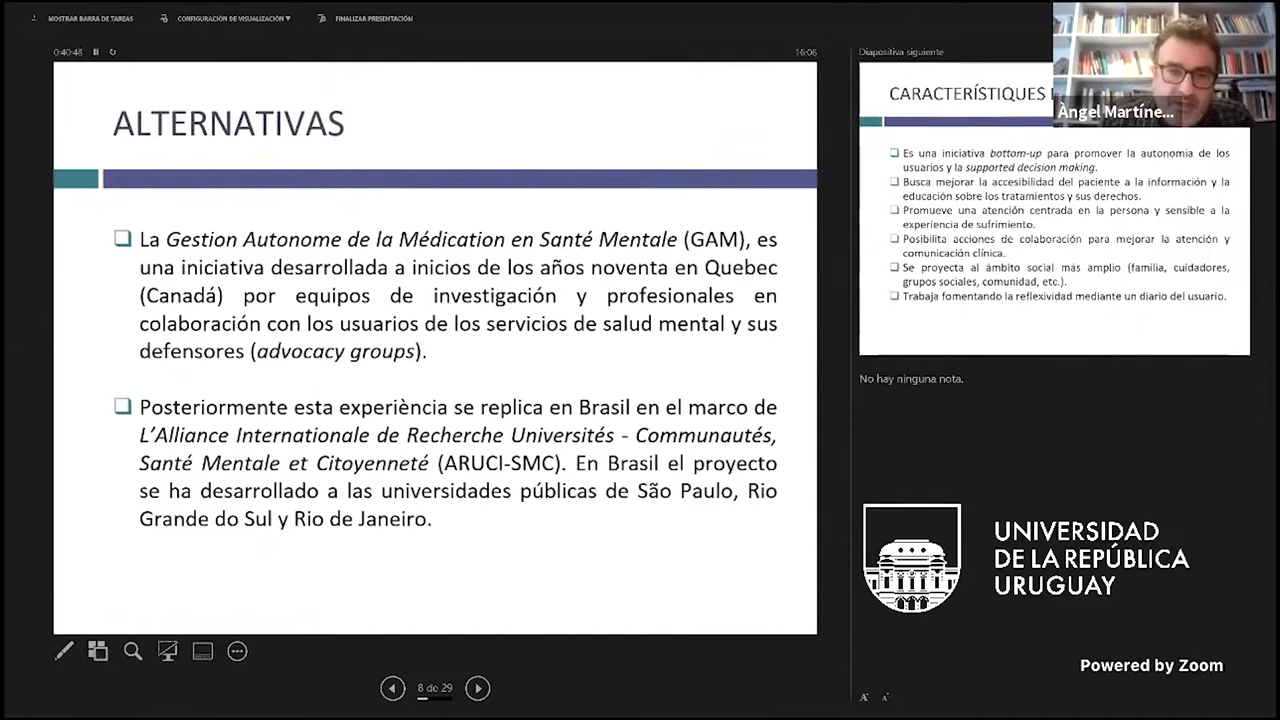 MOSTRAR BARRA DE TAREAS
CONFIGURACIÓN DE VISUALIZACIÓN ▼
FINALIZAR PRESENTACIÓN
0:40:48
16:06
ALTERNATIVAS
La Gestion Autonome de la Médication en Santé Mentale (GAM), es
una iniciativa desarrollada a inicios de los años noventa en Quebec
(Canadá) por equipos de investigación y profesionales en
colaboración con los usuarios de los servicios de salud mental y sus
defensores (advocacy groups).
Posteriormente esta experiència se replica en Brasil en el marco de
L’Alliance Internationale de Recherche Universités - Communautés,
Santé Mentale et Citoyenneté (ARUCI-SMC). En Brasil el proyecto
se ha desarrollado a las universidades públicas de São Paulo, Rio
Grande do Sul y Rio de Janeiro.
8 de 29
Diapositiva siguiente
CARACTERÍSTIQUES
Àngel Martíne...
Es una iniciativa bottom-up para promover la autonomía de los
usuarios y la supported decision making.
Busca mejorar la accesibilidad del paciente a la información y la
educación sobre los tratamientos y sus derechos.
Promueve una atención centrada en la persona y sensible a la
experiencia de sufrimiento.
Posibilita acciones de colaboración para mejorar la atención y
comunicación clínica.
Se proyecta al ámbito social más amplio (familia, cuidadores,
grupos sociales, comunidad, etc.).
Trabaja fomentando la reflexividad mediante un diario del usuario.
No hay ninguna nota.
UNIVERSIDAD
DE LA REPÚBLICA
URUGUAY
Powered by Zoom
A A